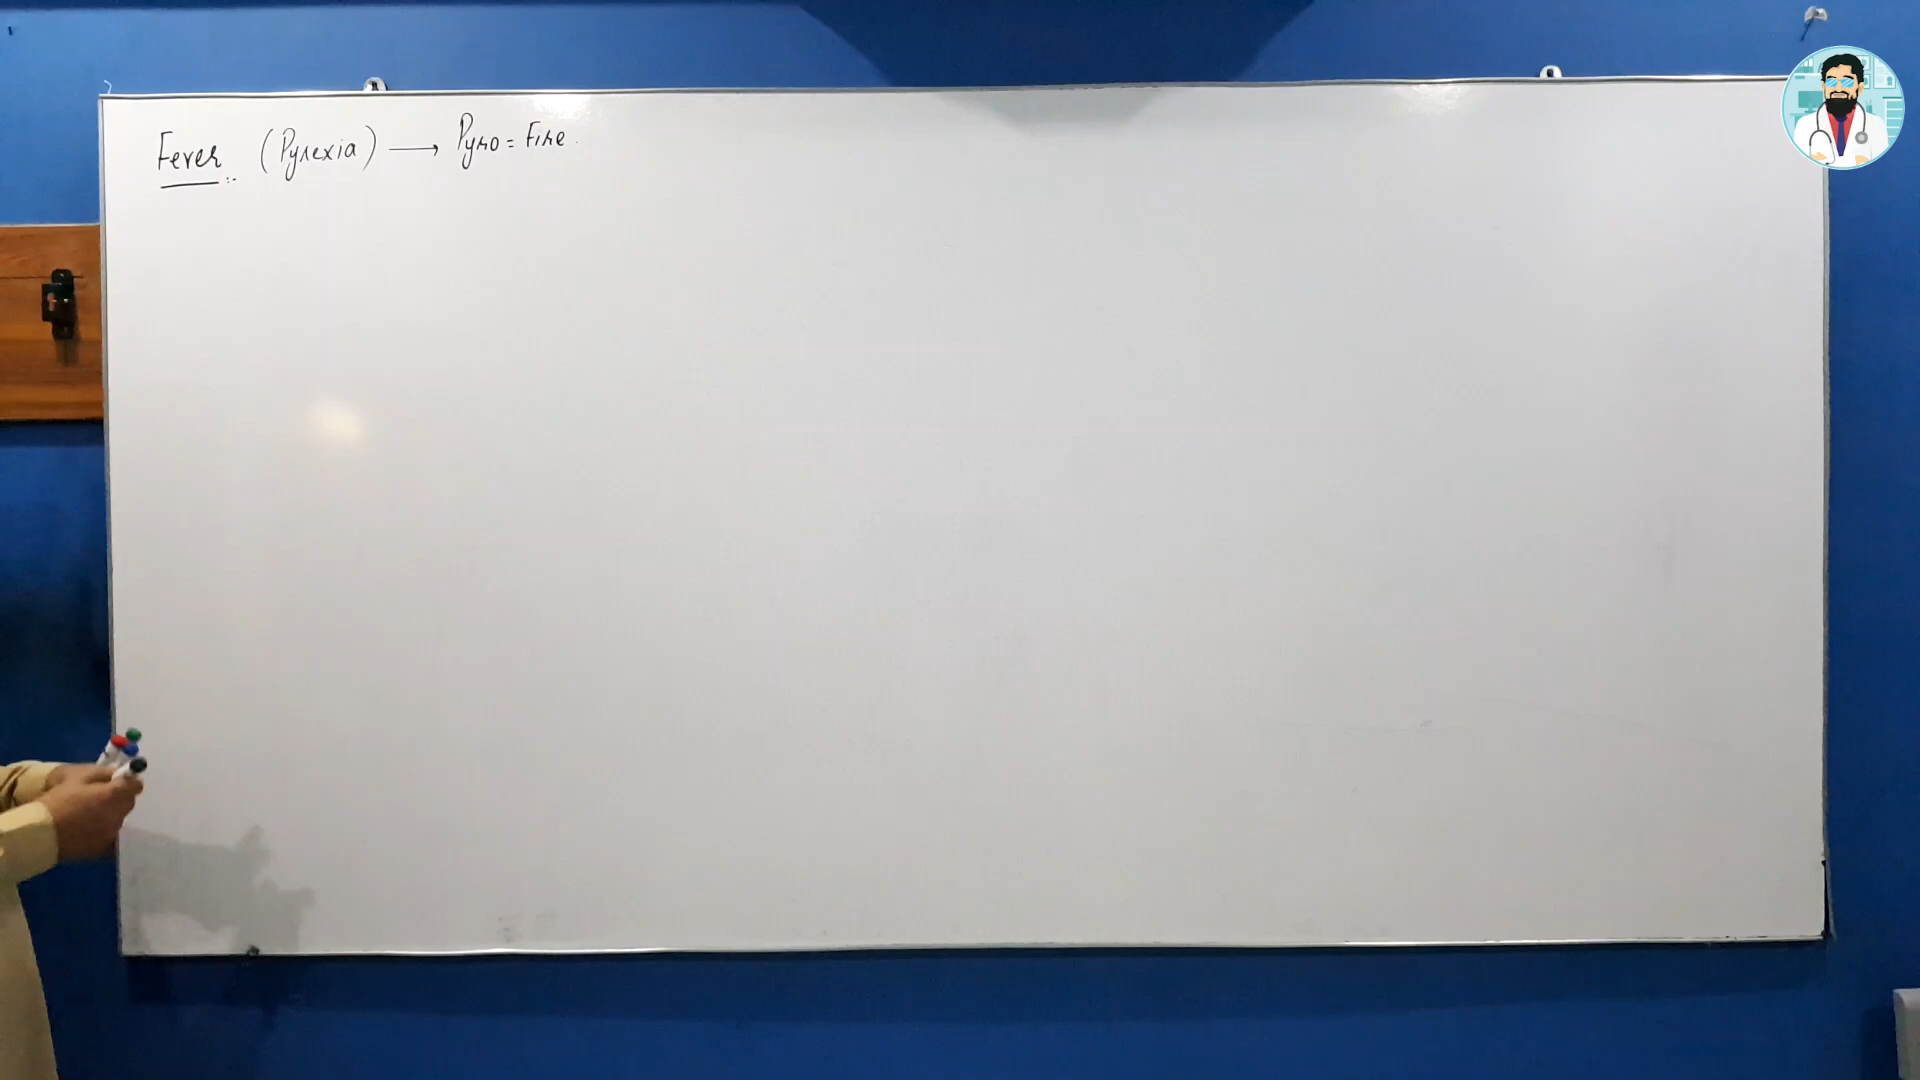 Fever :- (Pyrexia) → Pyro = Fire.